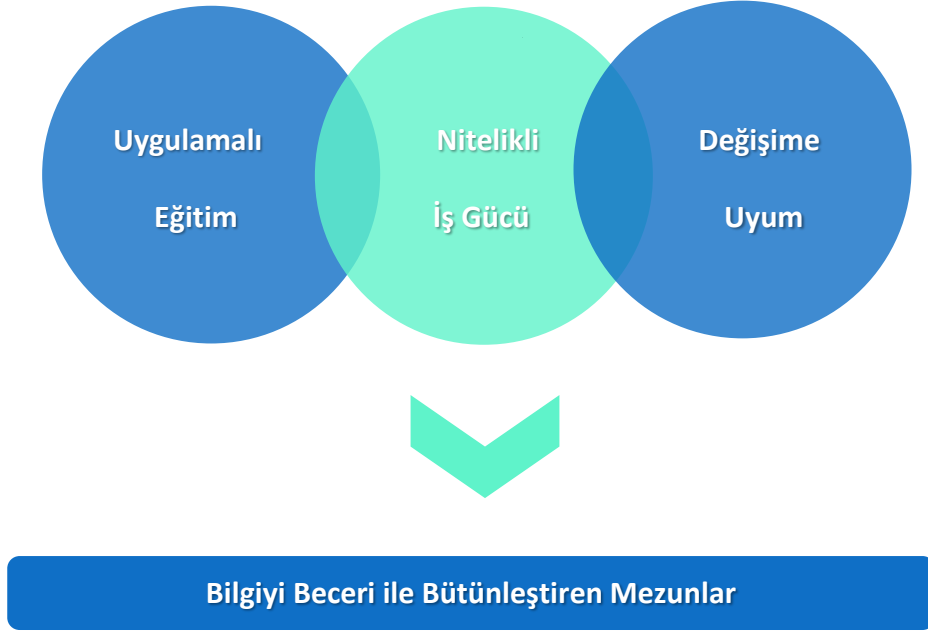 Uygulamalı
Eğitim
Nitelikli
İş Gücü
Değişime
Uyum
Bilgiyi Beceri ile Bütünleştiren Mezunlar